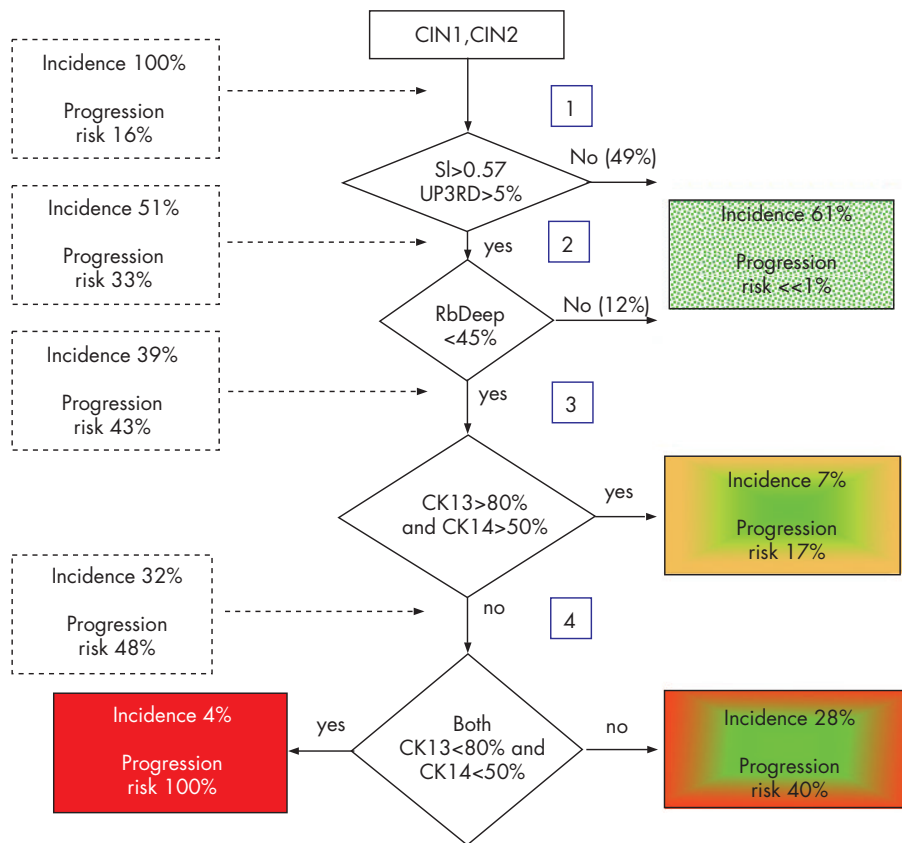 CIN1,CIN2
Incidence 100%
Progression
risk 16%
1
SI>0.57
UP3RD>5%
No (49%)
Incidence 51%
Progression
risk 33%
yes
2
Incidence 61%
Progression
risk <<1%
RbDeep
<45%
No (12%)
Incidence 39%
Progression
risk 43%
yes
3
CK13>80%
and CK14>50%
yes
Incidence 7%
Progression
risk 17%
Incidence 32%
Progression
risk 48%
no
4
Incidence 4%
Progression
risk 100%
yes
Both
CK13<80% and
CK14<50%
no
Incidence 28%
Progression
risk 40%